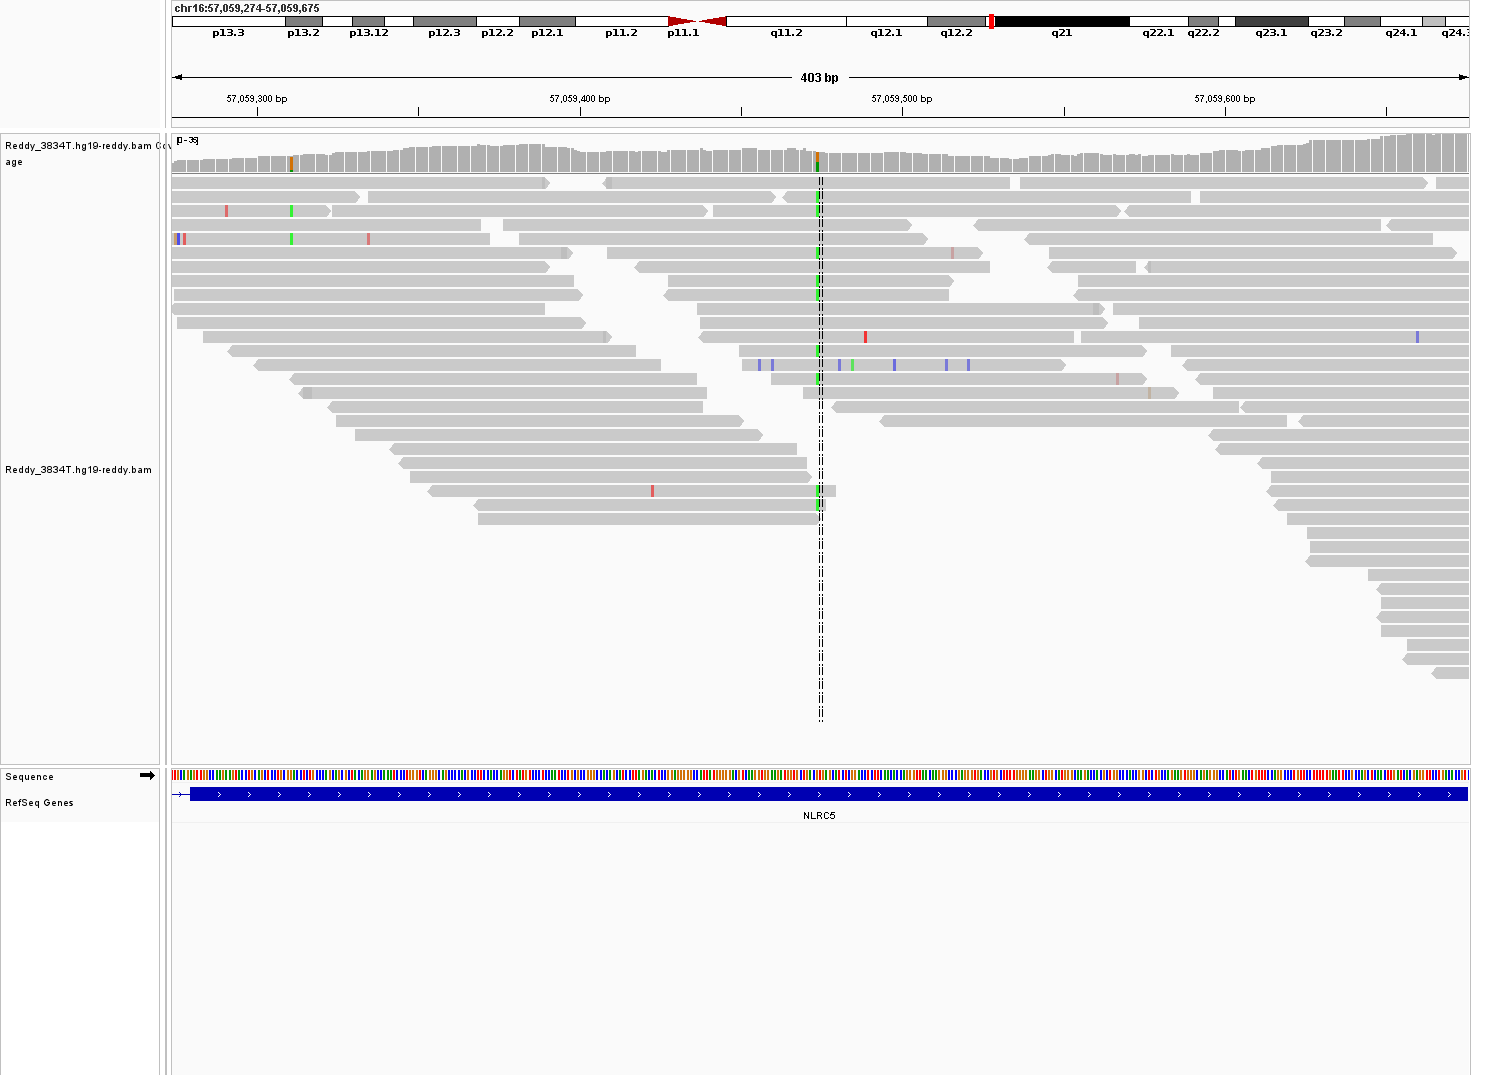 chr16:57,059,274-57,059,675
p13.3 p13.2 p13.12 p12.3 p12.2 p12.1 p11.2 p11.1 q11.2 q12.1 q12.2 q21 q22.1 q22.2 q23.1 q23.2 q24.1 q24.3
403 bp
57,059,300 bp 57,059,400 bp 57,059,500 bp 57,059,600 bp
Reddy_3834T.hg19-reddy.bam Cov
age
[0-36]
Reddy_3834T.hg19-reddy.bam
Sequence
RefSeq Genes
NLRC5